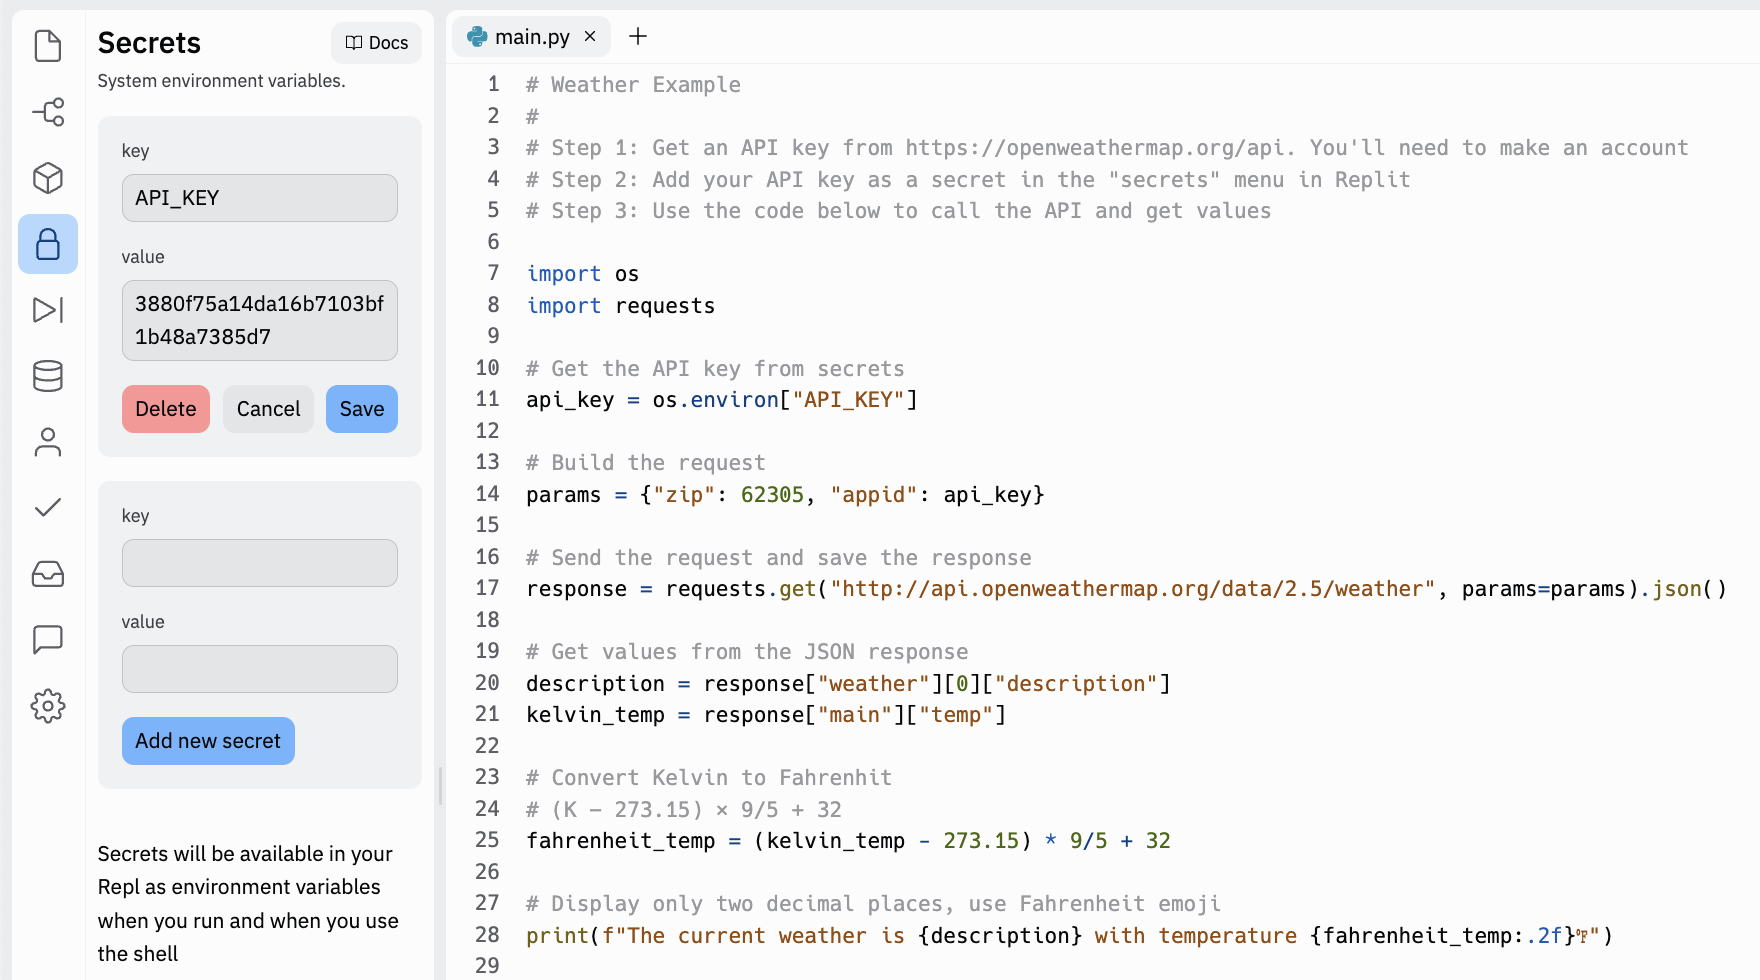 Secrets
Docs
System environment variables.
key
API_KEY
value
3880f75a14da16b7103bf
1b48a7385d7
Delete
Cancel
Save
key
value
Add new secret
Secrets will be available in your
Repl as environment variables
when you run and when you use
the shell
main.py
1 # Weather Example
2 #
3 # Step 1: Get an API key from https://openweathermap.org/api. You'll need to make an account
4 # Step 2: Add your API key as a secret in the "secrets" menu in Replit
5 # Step 3: Use the code below to call the API and get values
6
7 import os
8 import requests
9
10 # Get the API key from secrets
11 api_key = os.environ["API_KEY"]
12
13 # Build the request
14 params = {"zip": 62305, "appid": api_key}
15
16 # Send the request and save the response
17 response = requests.get("http://api.openweathermap.org/data/2.5/weather", params=params).json()
18
19 # Get values from the JSON response
20 description = response["weather"][0]["description"]
21 kelvin_temp = response["main"]["temp"]
22
23 # Convert Kelvin to Fahrenhit
24 # (K − 273.15) × 9/5 + 32
25 fahrenheit_temp = (kelvin_temp - 273.15) * 9/5 + 32
26
27 # Display only two decimal places, use Fahrenheit emoji
28 print(f"The current weather is {description} with temperature {fahrenheit_temp:.2f}℉")
29